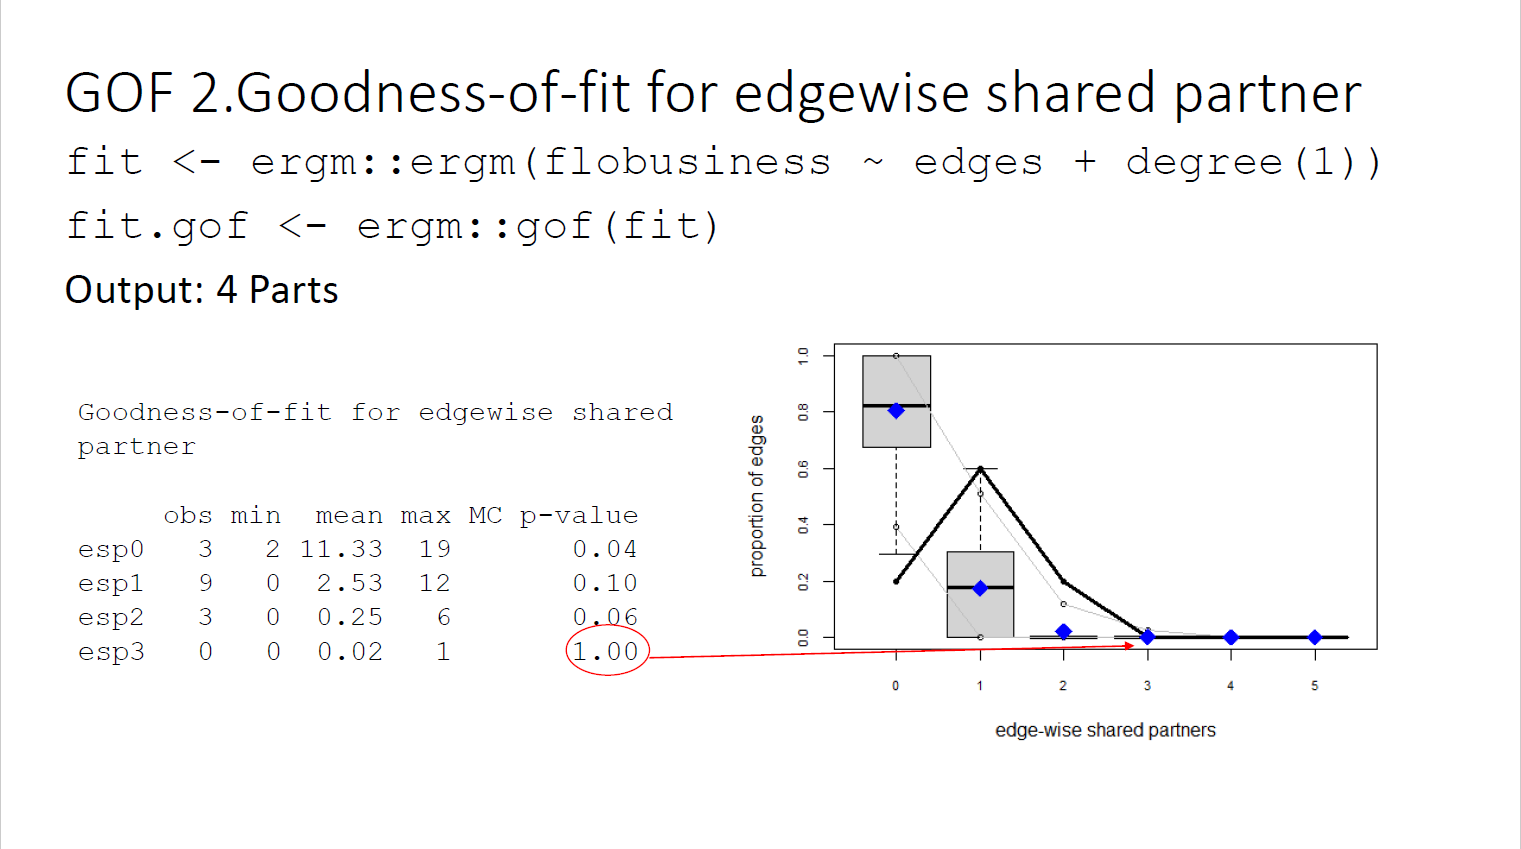 GOF 2.Goodness-of-fit for edgewise shared partner
fit <- ergm::ergm(flobusiness ~ edges + degree(1))
fit.gof <- ergm::gof(fit)
Output: 4 Parts
Goodness-of-fit for edgewise shared
partner
obs min mean max MC p-value
esp0 3 2 11.33 19 0.04
esp1 9 0 2.53 12 0.10
esp2 3 0 0.25 6 0.06
esp3 0 0 0.02 1 1.00
proportion of edges
1.0
0.8
0.6
0.4
0.2
0.0
0 1 2 3 4 5
edge-wise shared partners